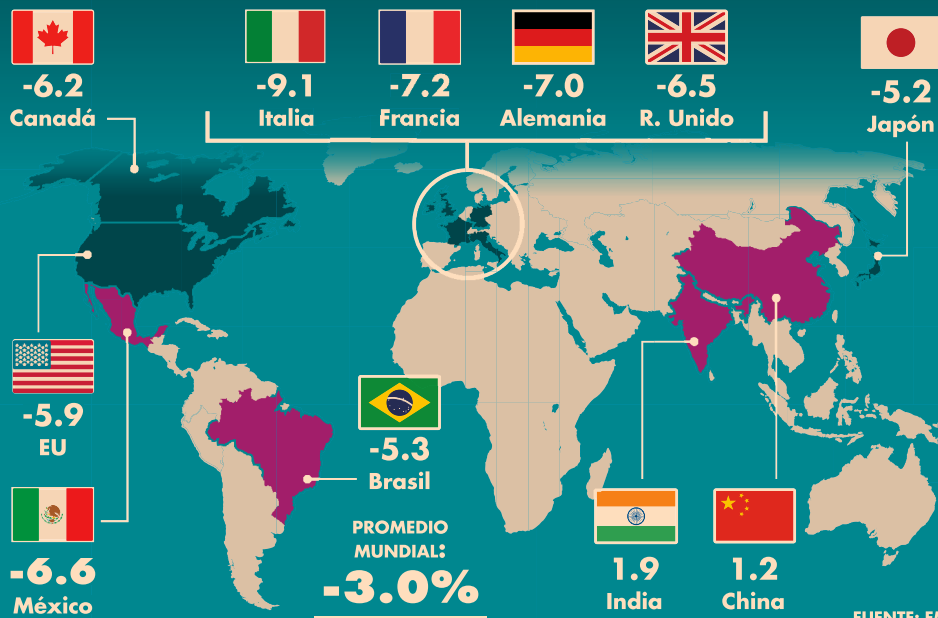 -6.2
Canadá
-9.1
Italia
-7.2
Francia
-7.0
Alemania
-6.5
R. Unido
-5.2
Japón
-5.9
EU
-5.3
Brasil
-6.6
México
PROMEDIO
MUNDIAL:
-3.0%
1.9
India
1.2
China
FUENTE: